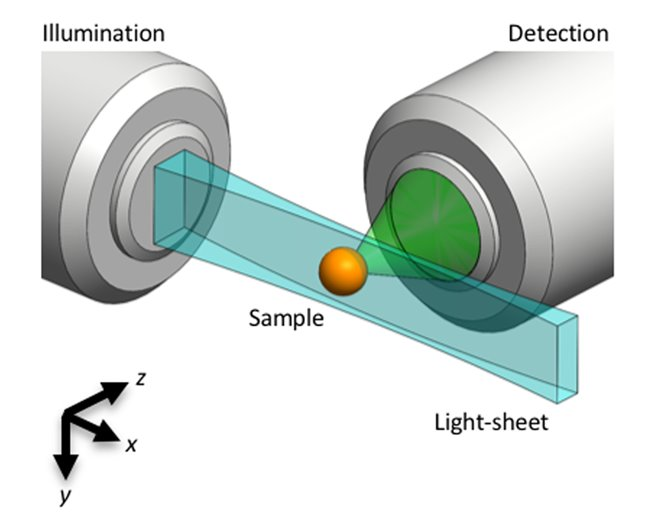 Illumination
Detection
Sample
Light-sheet
z
x
y